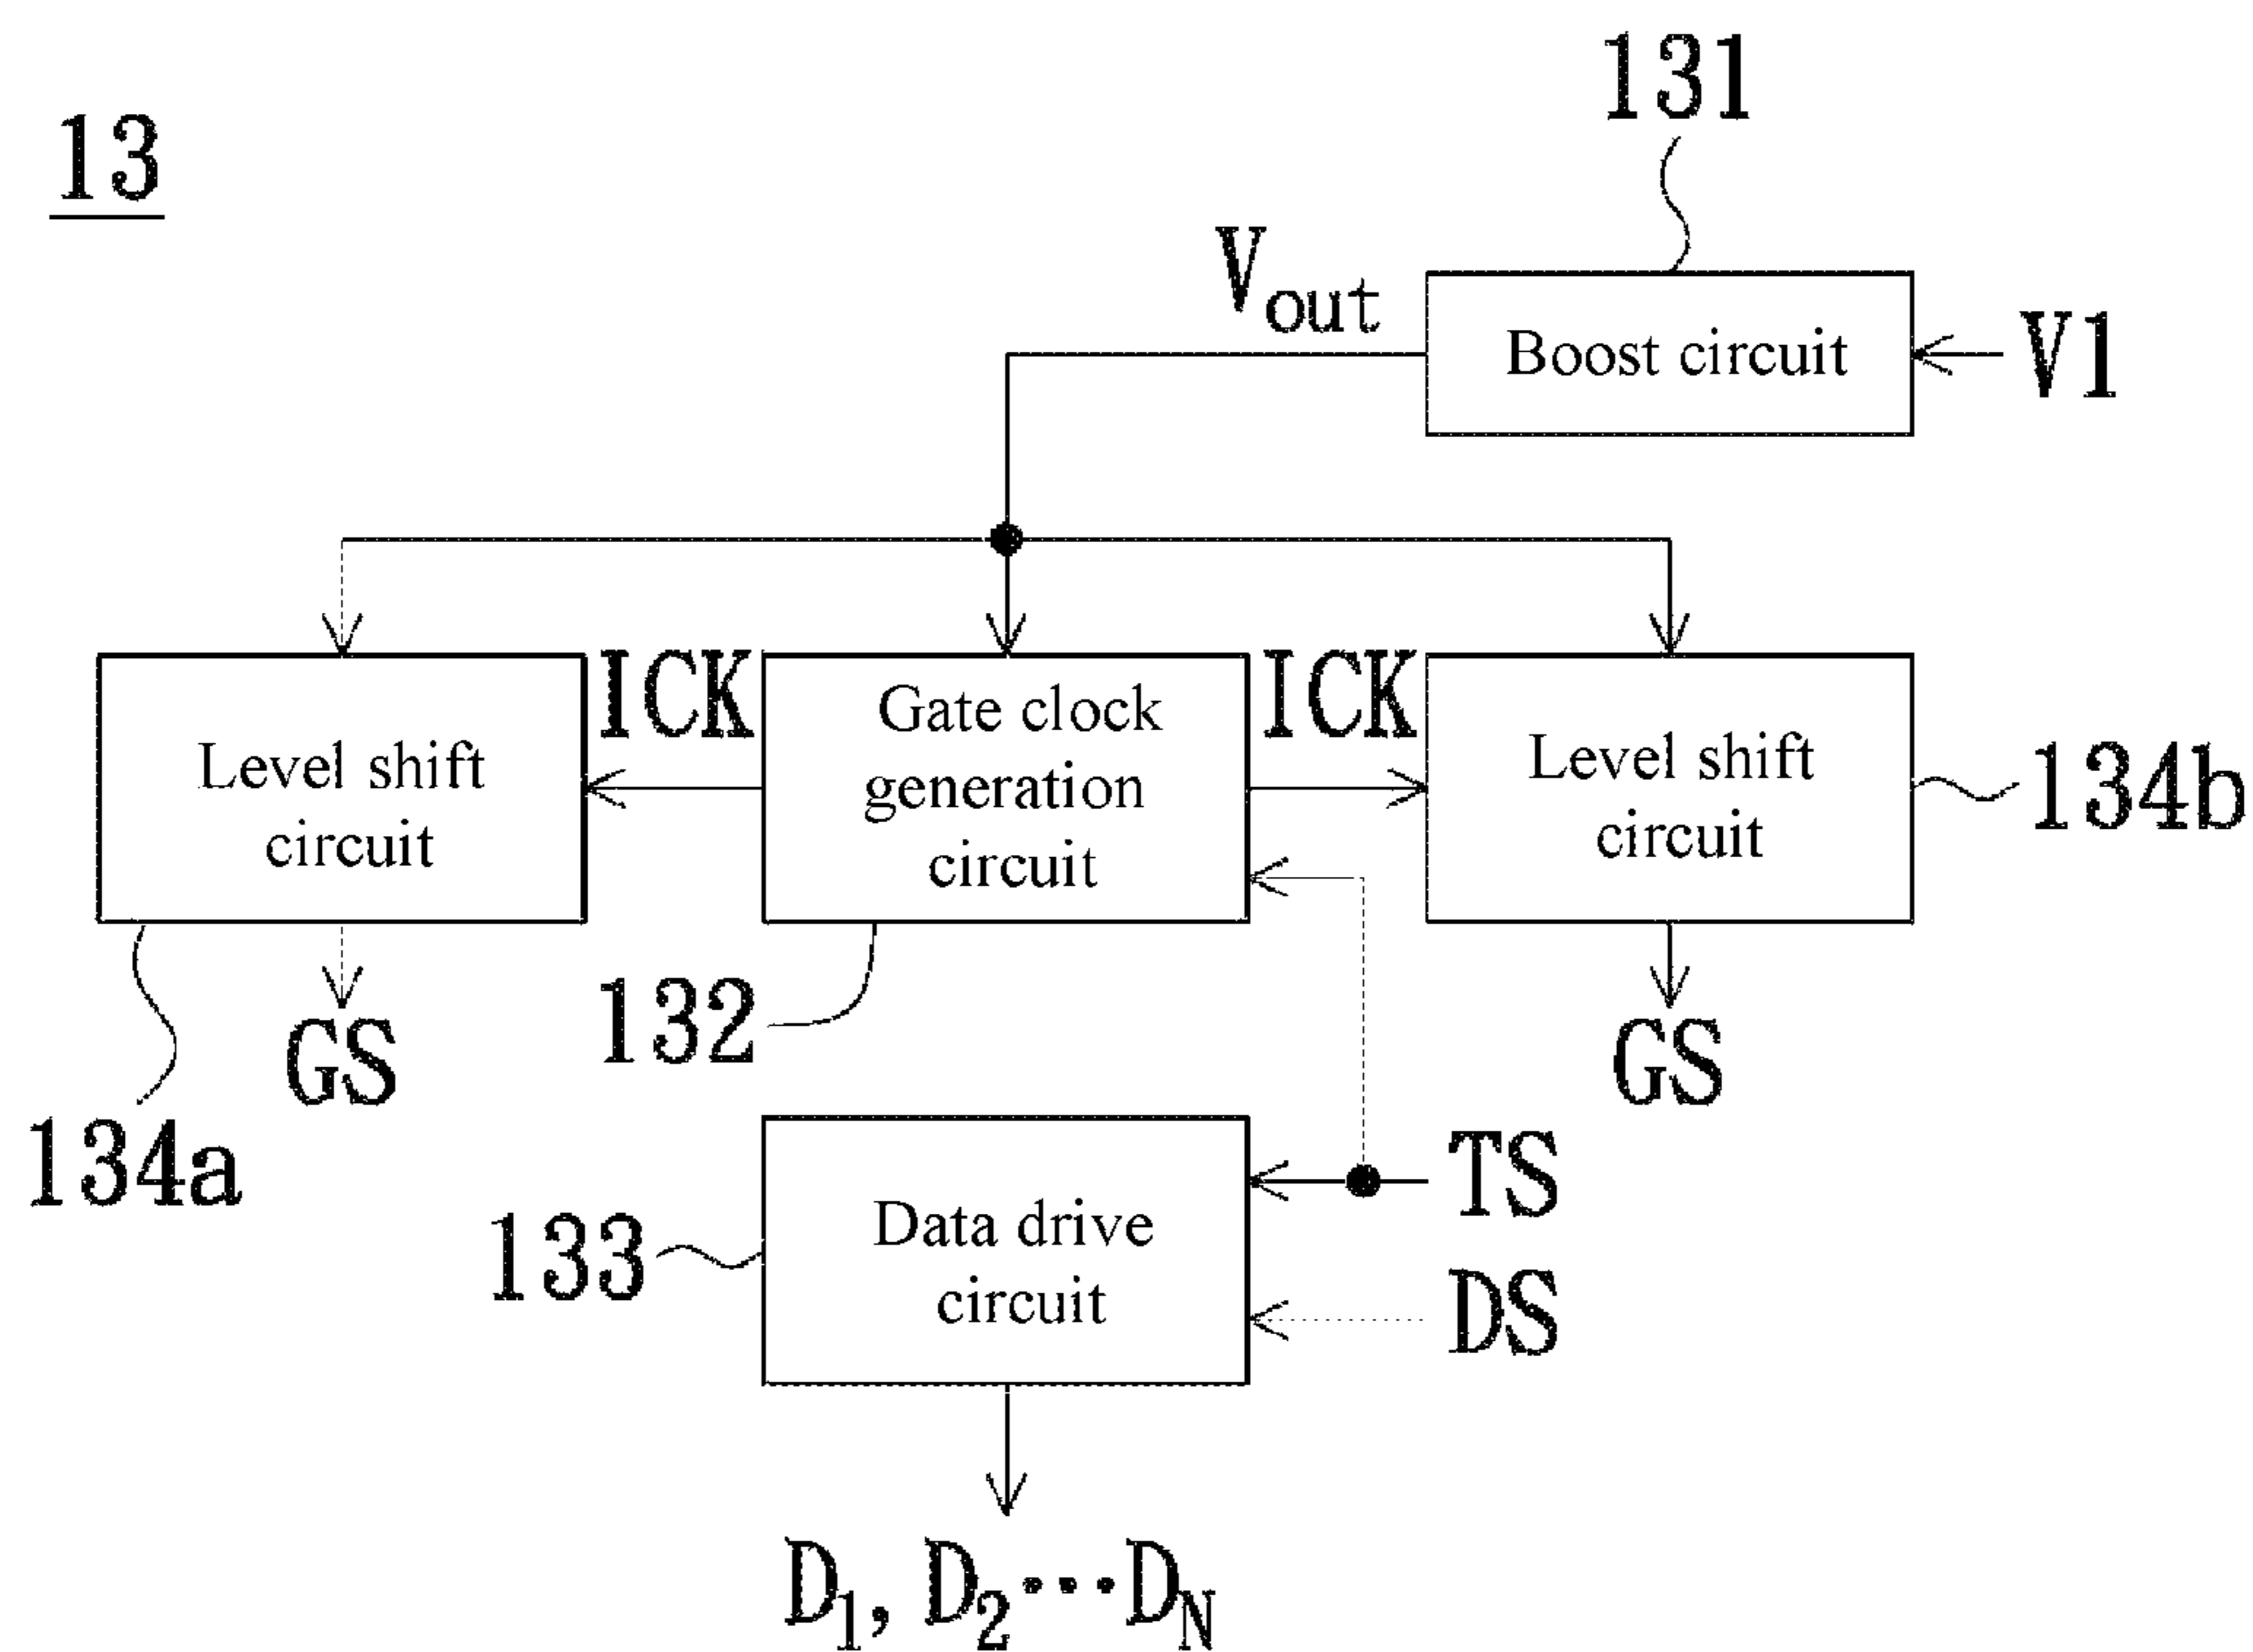 13
131
Vout
Boost circuit
V1
ICK
ICK
Level shift
circuit
Gate clock
generation
circuit
Level shift
circuit
134b
132
GS
GS
134a
133
Data drive
circuit
TS
DS
D1, D2···DN